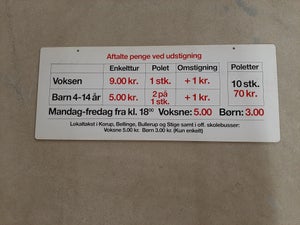 Aftalte penge ved udstigning
Enkelttur Polet Omstigning Poletter
Voksen 9.00 kr. 1 stk. + 1 kr. 10 stk. 70 kr.
Barn 4-14 år 5.00 kr. 2 på 1 stk. + 1 kr.
Mandag-fredag fra kl. 18⁰⁰ Voksne: 5.00 Børn: 3.00
Lokaltakst i Korup, Bellinge, Bullerup og Stige samt i off. skolebusser:
Voksne 5.00 kr. Børn 3.00 kr. (Kun enkelt)